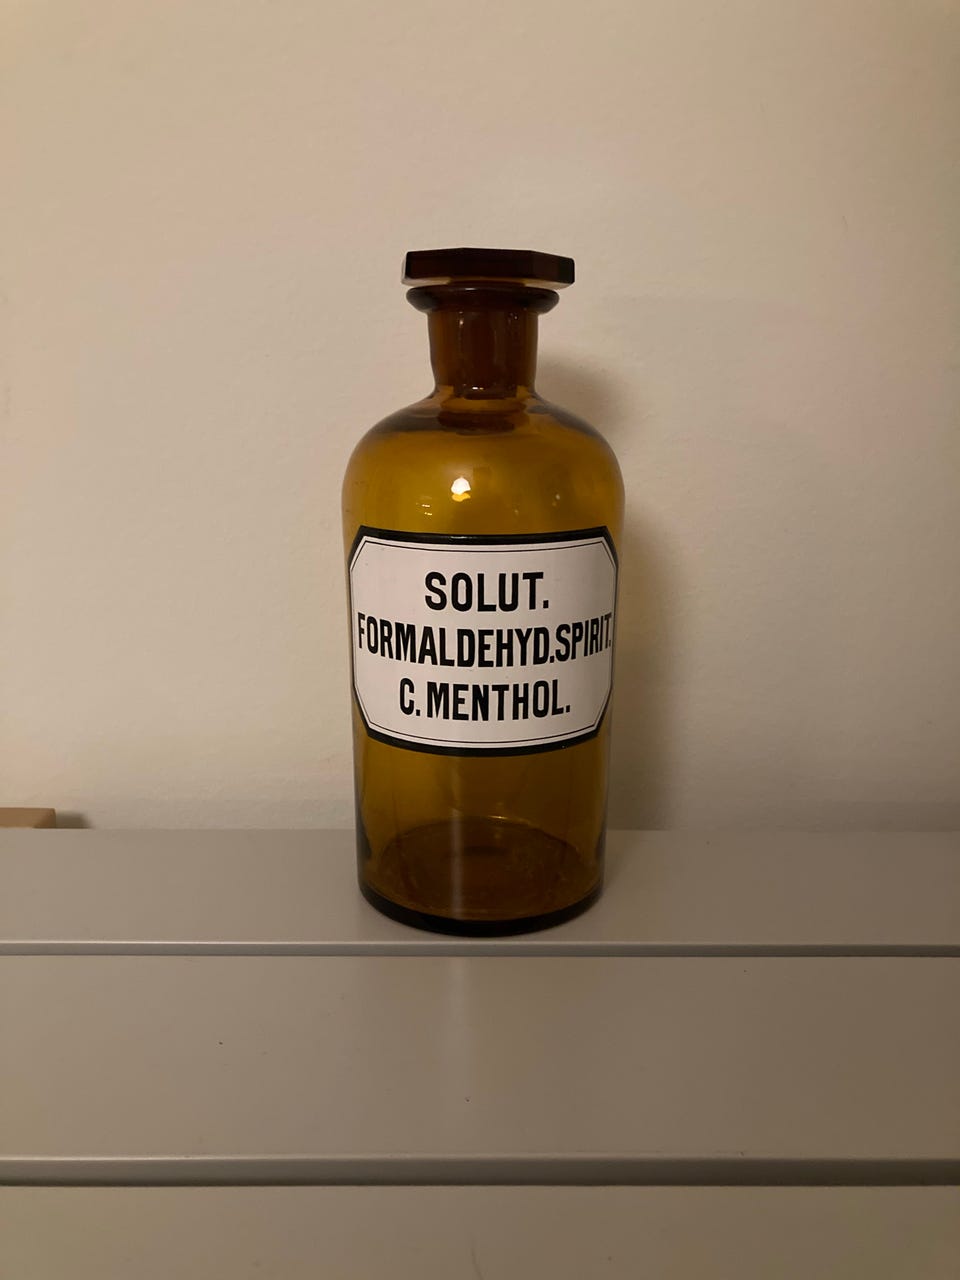 SOLUT.
FORMALDEHYD.SPIRIT.
C.MENTHOL.